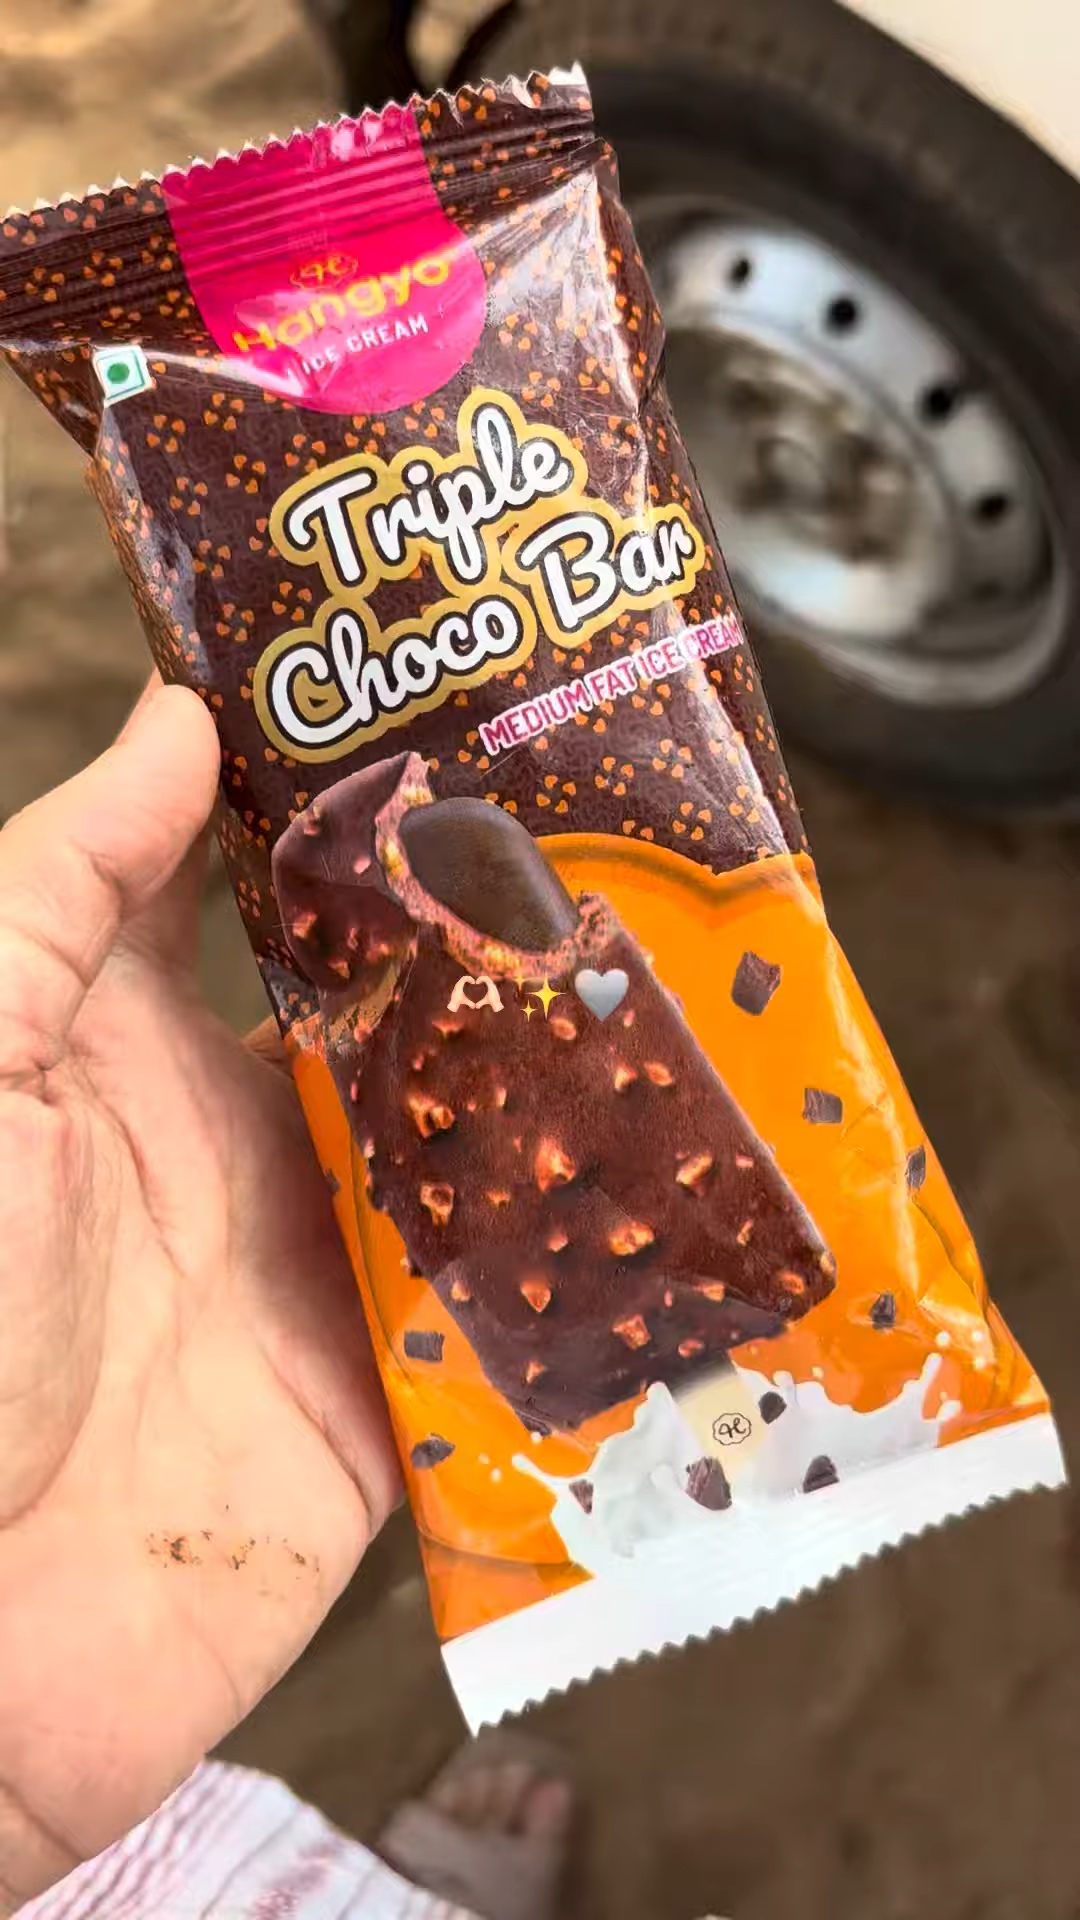 Hangyo
ICE CREAM
Triple
Choco Bar
MEDIUM FAT ICE CREAM
🫶🏻✨🩶